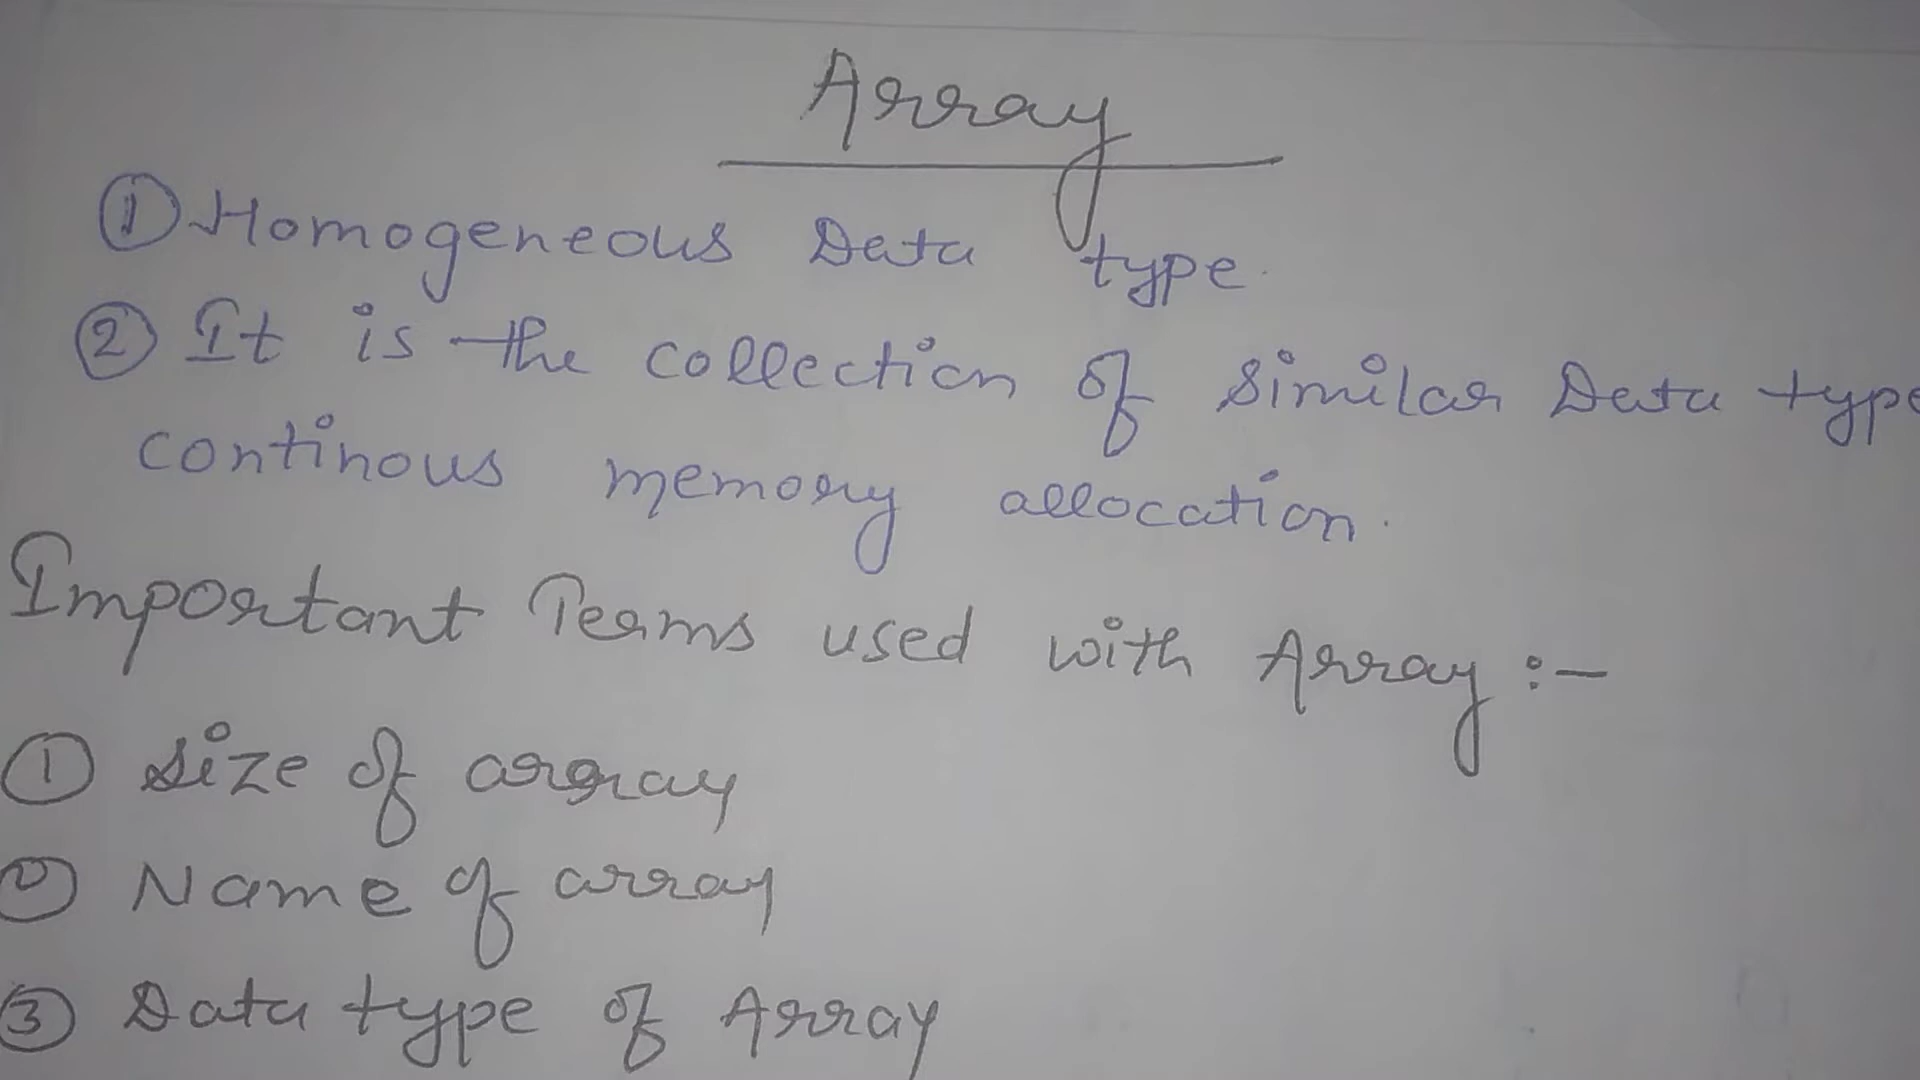 Array
① Homogeneous Data type.
② It is the collection of similar Data type
continous memory allocation.
Important Terms used with Array :-
① Size of array
② Name of array
③ Data type of Array